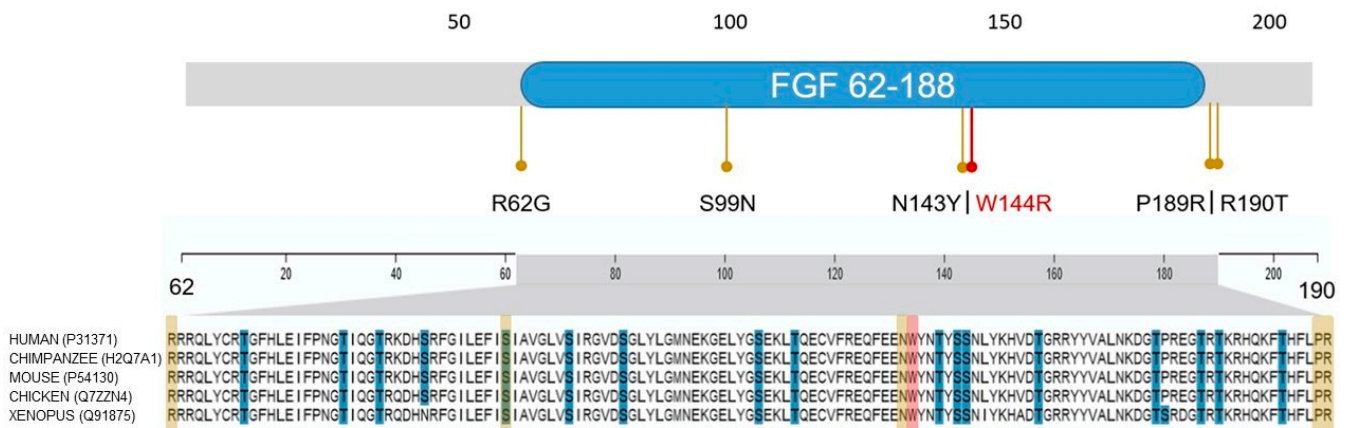 50 100 150 200
FGF 62-188
R62G S99N N143Y | W144R P189R | R190T
20 40 60 80 100 120 140 160 180 200
62 190
HUMAN (P31371) RRRQLYCRTGFHLEIFPNGTIQGTRKDHSRFGILEFISIAVGLVSIRGVDSGLYLGMNEKGELYGSEKLTQECVFREQFEENWYNTYSSNLYKHVDTGRRYYVALNKDGTPREGTRTKRHQKFTHFLPR
CHIMPANZEE (H2Q7A1) RRRQLYCRTGFHLEIFPNGTIQGTRKDHSRFGILEFISIAVGLVSIRGVDSGLYLGMNEKGELYGSEKLTQECVFREQFEENWYNTYSSNLYKHVDTGRRYYVALNKDGTPREGTRTKRHQKFTHFLPR
MOUSE (P54130) RRRQLYCRTGFHLEIFPNGTIQGTRKDHSRFGILEFISIAVGLVSIRGVDSGLYLGMNEKGELYGSEKLTQECVFREQFEENWYNTYSSNLYKHVDTGRRYYVALNKDGTPREGTRTKRHQKFTHFLPR
CHICKEN (Q7ZZN4) RRRQLYCRTGFHLEIFPNGTIQGTRQDHSRFGILEFISIAVGLVSIRGVDSGLYLGMNEKGELYGSEKLTQECVFREQFEENWYNTYSSNLYKHVDTGRRYYVALNKDGTPREGTRTKRHQKFTHFLPR
XENOPUS (Q91875) RRRQLYCRTGFHLEIFPNGTIQGTRQDHNRFGILEFISIAVGLVSIRGVDSGLYLGMNEKGELYGSEKLTQECVFREQFEENWYNTYSSNIYKHADTGRRYYVALNKDGTSRDGTRTKRHQKFTHFLPR